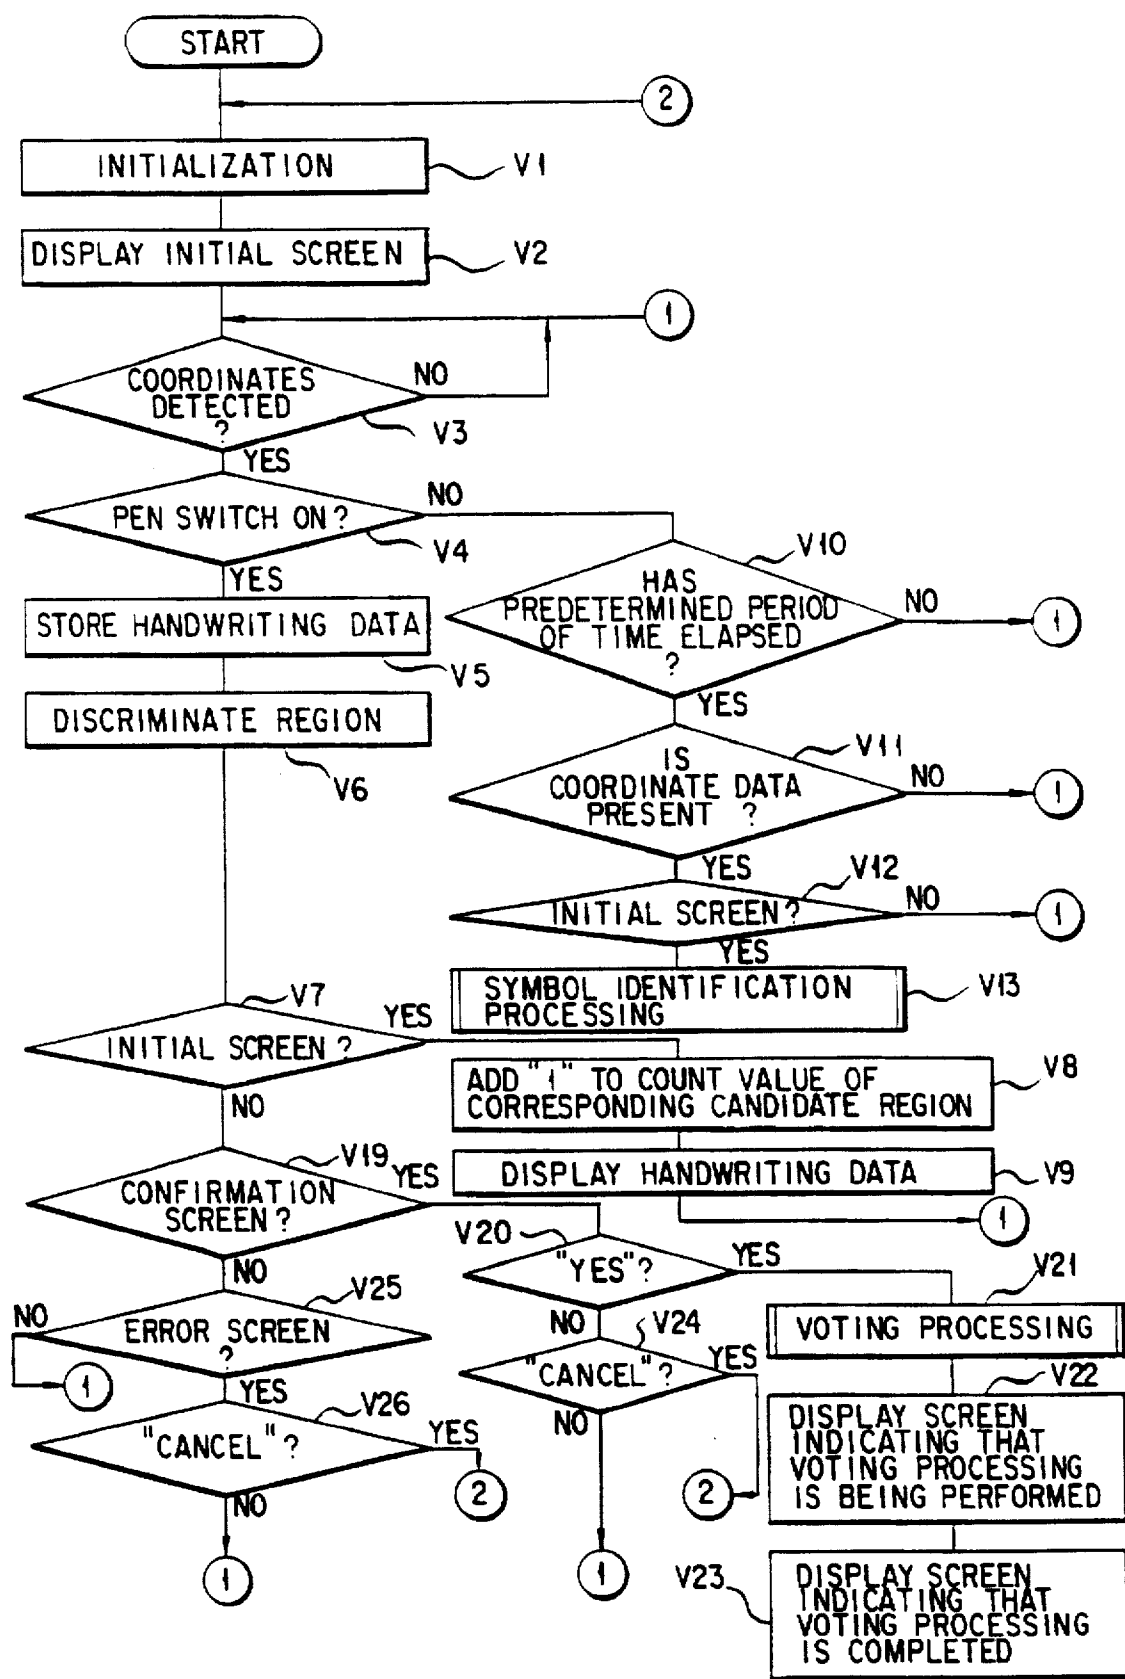 START
2
INITIALIZATION
V1
DISPLAY INITIAL SCREEN
V2
1
COORDINATES
DETECTED
?
NO
V3
YES
PEN SWITCH ON?
NO
V4
YES
V10
HAS
PREDETERMINED PERIOD
OF TIME ELAPSED
?
NO
1
YES
STORE HANDWRITING DATA
V5
DISCRIMINATE REGION
V6
V11
IS
COORDINATE DATA
PRESENT ?
NO
1
YES
V12
INITIAL SCREEN?
NO
1
YES
SYMBOL IDENTIFICATION
PROCESSING
V13
V7
INITIAL SCREEN?
YES
NO
ADD "1" TO COUNT VALUE OF
CORRESPONDING CANDIDATE REGION
V8
DISPLAY HANDWRITING DATA
V9
1
V19
CONFIRMATION
SCREEN?
YES
NO
V20
"YES"?
YES
NO
V21
VOTING PROCESSING
V22
DISPLAY SCREEN
INDICATING THAT
VOTING PROCESSING
IS BEING PERFORMED
V23
DISPLAY SCREEN
INDICATING THAT
VOTING PROCESSING
IS COMPLETED
V24
"CANCEL"?
YES
2
NO
1
V25
ERROR SCREEN
?
NO
1
YES
V26
"CANCEL"?
YES
2
NO
1